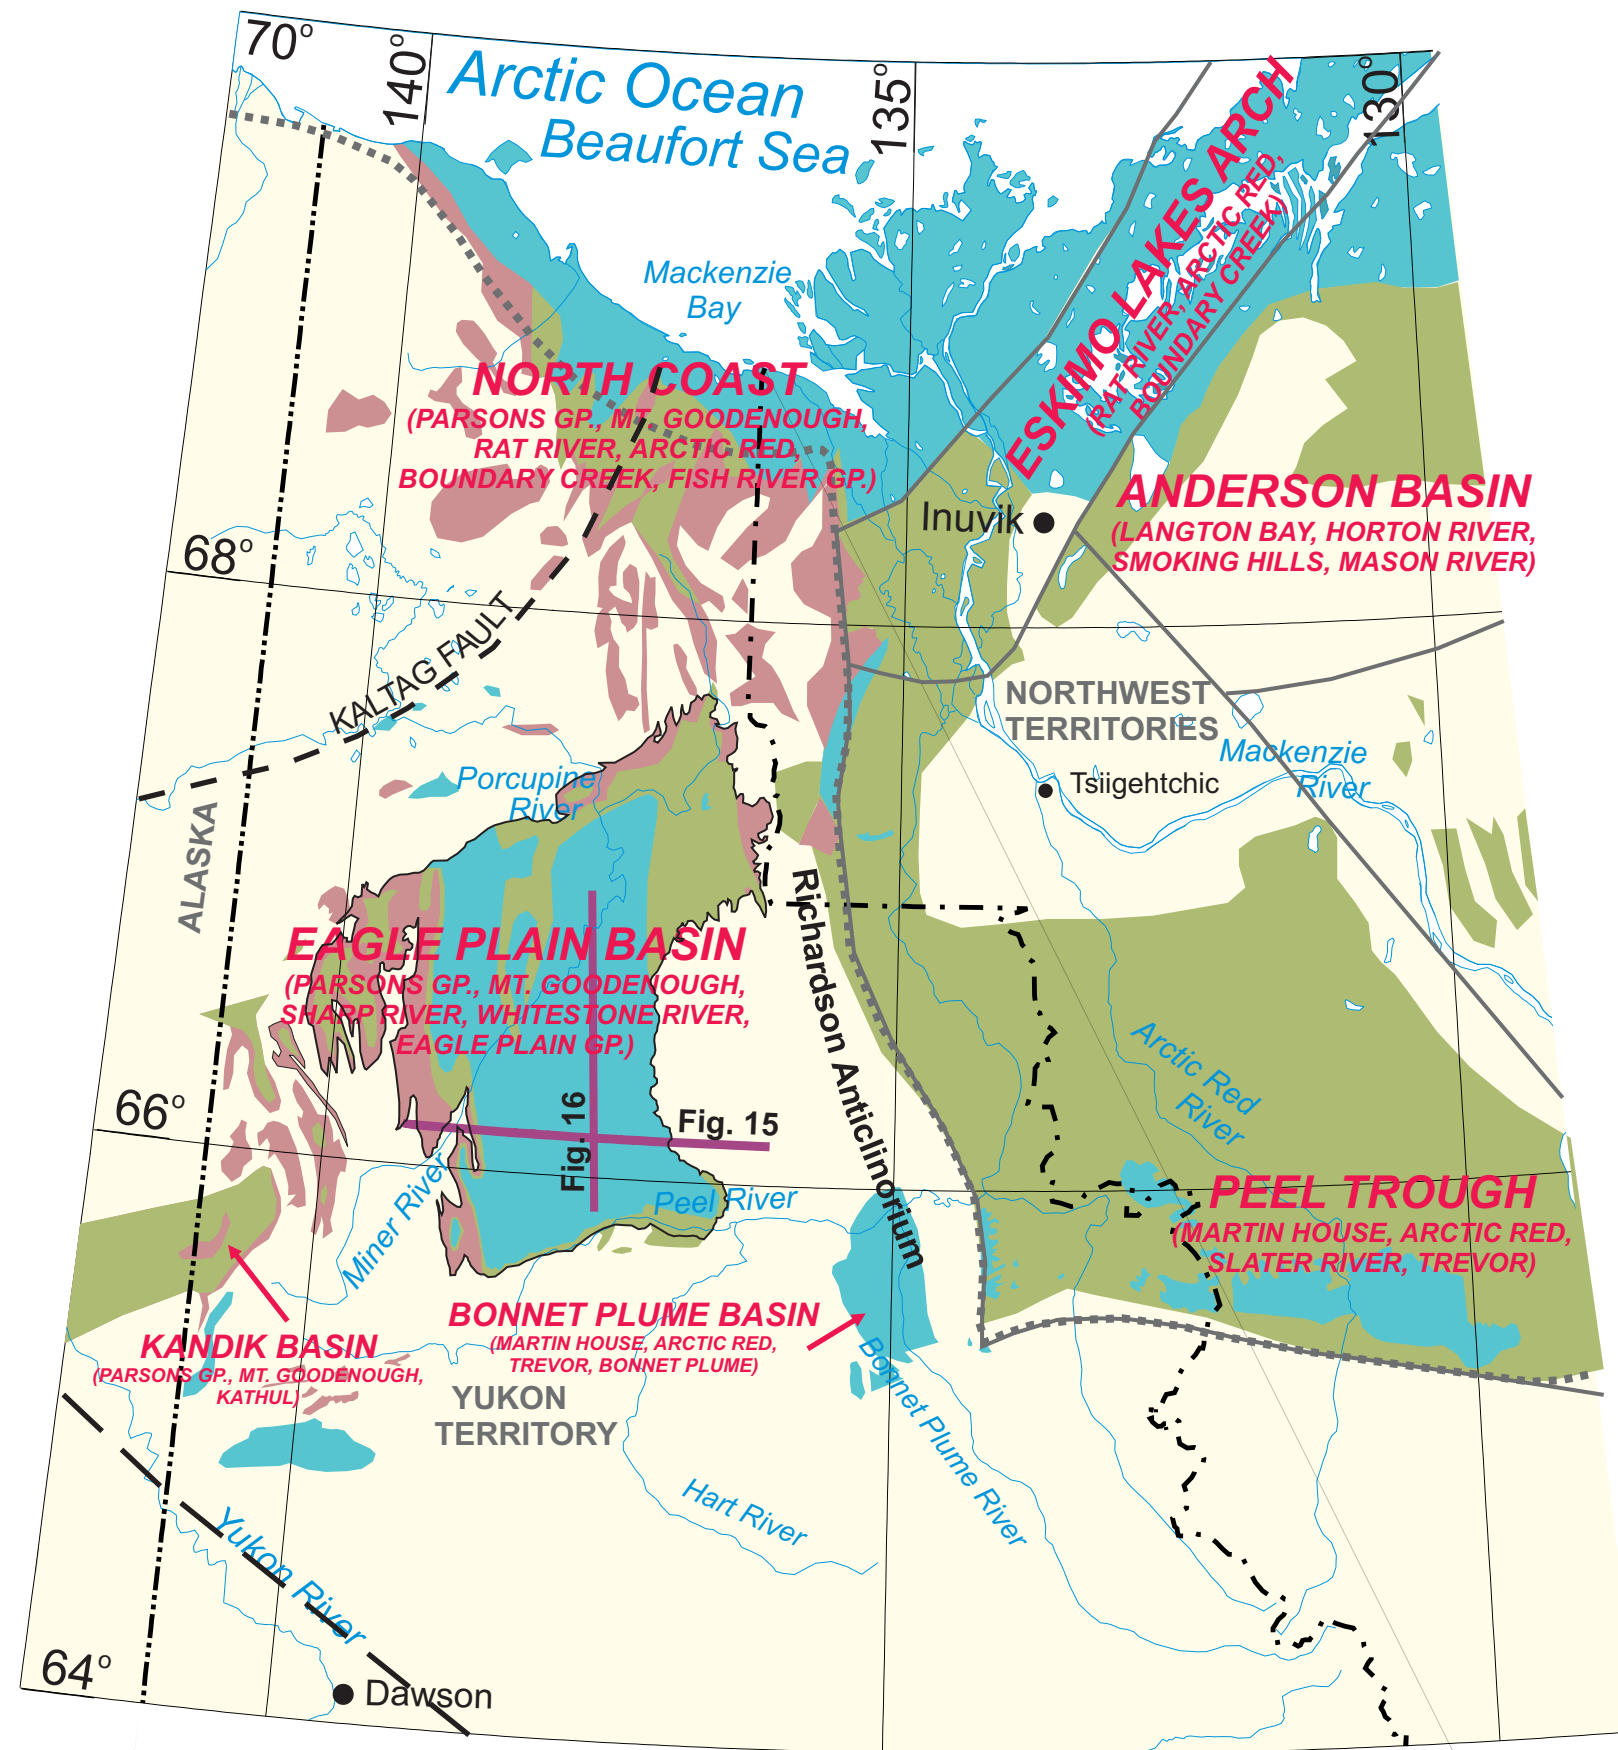 70°
140°
135°
130°
Arctic Ocean
Beaufort Sea
Mackenzie
Bay
ESKIMO LAKES ARCH
(RAT RIVER, ARCTIC RED,
BOUNDARY CREEK)
NORTH COAST
(PARSONS GP., MT. GOODENOUGH,
RAT RIVER, ARCTIC RED,
BOUNDARY CREEK, FISH RIVER GP.)
ANDERSON BASIN
(LANGTON BAY, HORTON RIVER,
SMOKING HILLS, MASON RIVER)
Inuvik
68°
KALTAG FAULT
NORTHWEST
TERRITORIES
Mackenzie
River
Tsiigehtchic
Porcupine
River
ALASKA
Richardson Anticlinorium
EAGLE PLAIN BASIN
(PARSONS GP., MT. GOODENOUGH,
SHARP RIVER, WHITESTONE RIVER,
EAGLE PLAIN GP.)
66°
Fig. 16
Fig. 15
Arctic Red
River
Miner River
Peel River
PEEL TROUGH
(MARTIN HOUSE, ARCTIC RED,
SLATER RIVER, TREVOR)
KANDIK BASIN
(PARSONS GP., MT. GOODENOUGH,
KATHUL)
BONNET PLUME BASIN
(MARTIN HOUSE, ARCTIC RED,
TREVOR, BONNET PLUME)
YUKON
TERRITORY
Bonnet Plume River
Hart River
Yukon River
64°
Dawson